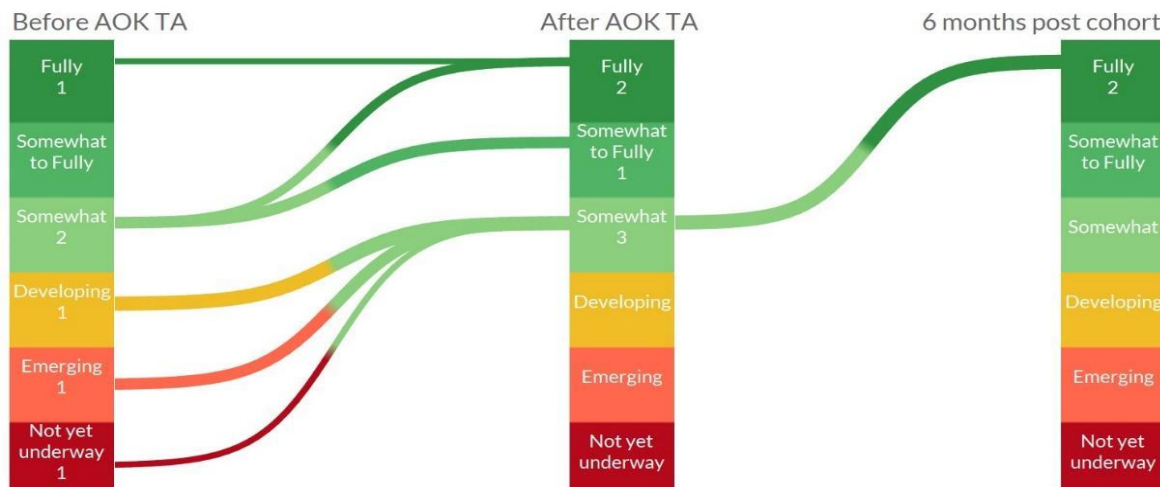 Before AOK TA
After AOK TA
6 months post cohort
Fully
1
Somewhat
to Fully
Somewhat
2
Developing
1
Emerging
1
Not yet
underway
1
Fully
2
Somewhat
to Fully
1
Somewhat
3
Developing
Emerging
Not yet
underway
Fully
2
Somewhat
to Fully
Somewhat
Developing
Emerging
Not yet
underway